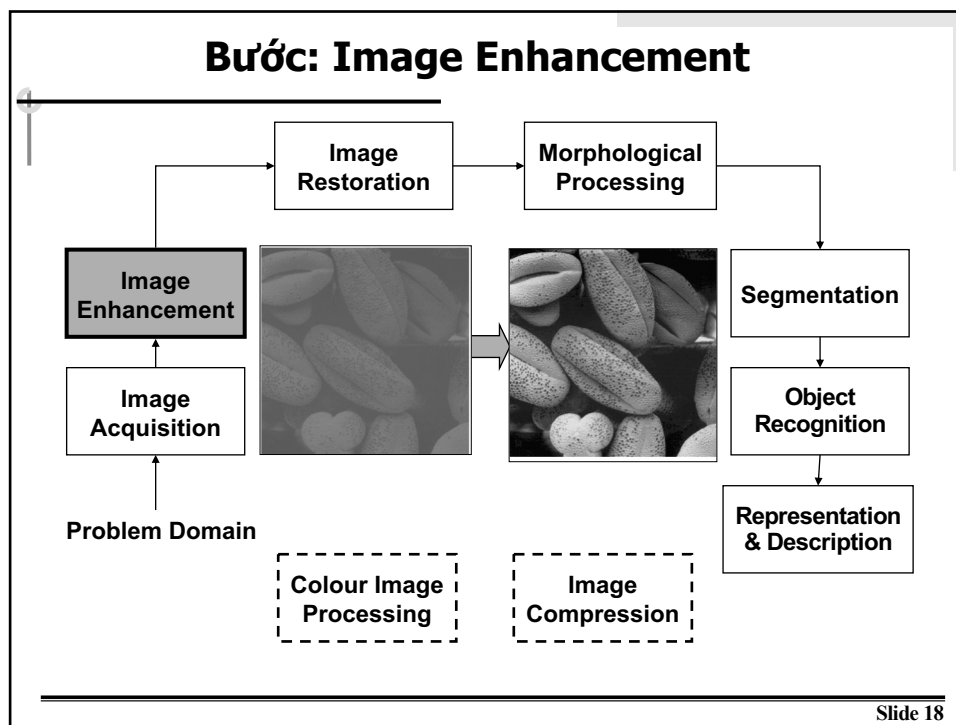 Bước: Image Enhancement
Image
Restoration
Morphological
Processing
Image
Enhancement
Segmentation
Image
Acquisition
Object
Recognition
Problem Domain
Representation
& Description
Colour Image
Processing
Image
Compression
Slide 18